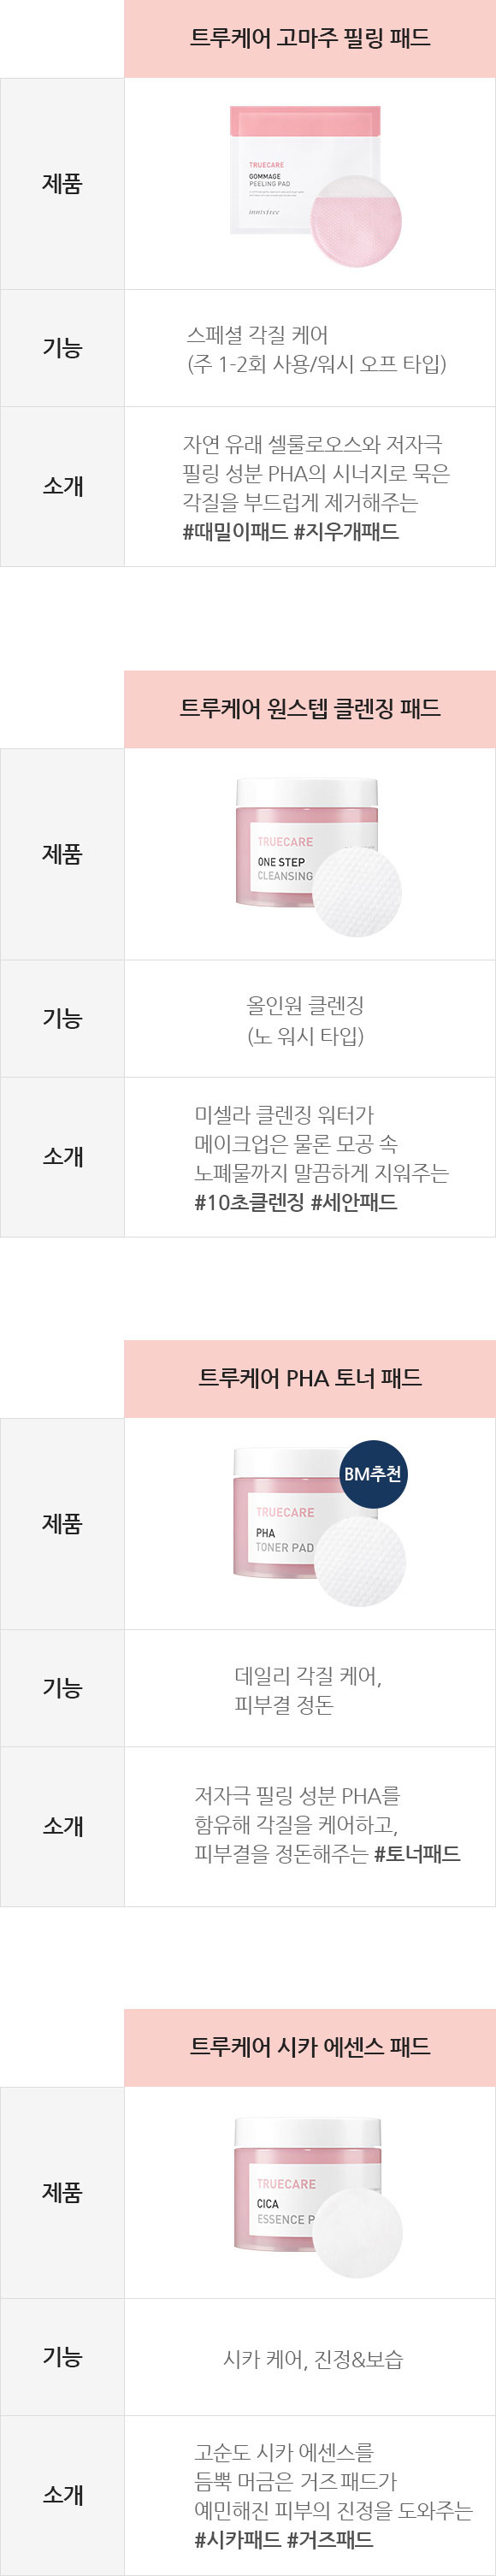 트루케어 고마주 필링 패드
제품
TRUECARE
GOMMAGE
PEELING PAD
innisfree
기능
스페셜 각질 케어
(주 1-2회 사용/워시 오프 타입)
소개
자연 유래 셀룰로오스와 저자극
필링 성분 PHA의 시너지로 묵은
각질을 부드럽게 제거해주는
#때밀이패드 #지우개패드
트루케어 원스텝 클렌징 패드
제품
TRUECARE
ONE STEP
CLEANSING
기능
올인원 클렌징
(노 워시 타입)
소개
미셀라 클렌징 워터가
메이크업은 물론 모공 속
노폐물까지 말끔하게 지워주는
#10초클렌징 #세안패드
트루케어 PHA 토너 패드
제품
BM추천
TRUECARE
PHA
TONER PAD
기능
데일리 각질 케어,
피부결 정돈
소개
저자극 필링 성분 PHA를
함유해 각질을 케어하고,
피부결을 정돈해주는 #토너패드
트루케어 시카 에센스 패드
제품
TRUECARE
CICA
ESSENCE P
기능
시카 케어, 진정&보습
소개
고순도 시카 에센스를
듬뿍 머금은 거즈패드가
예민해진 피부의 진정을 도와주는
#시카패드 #거즈패드